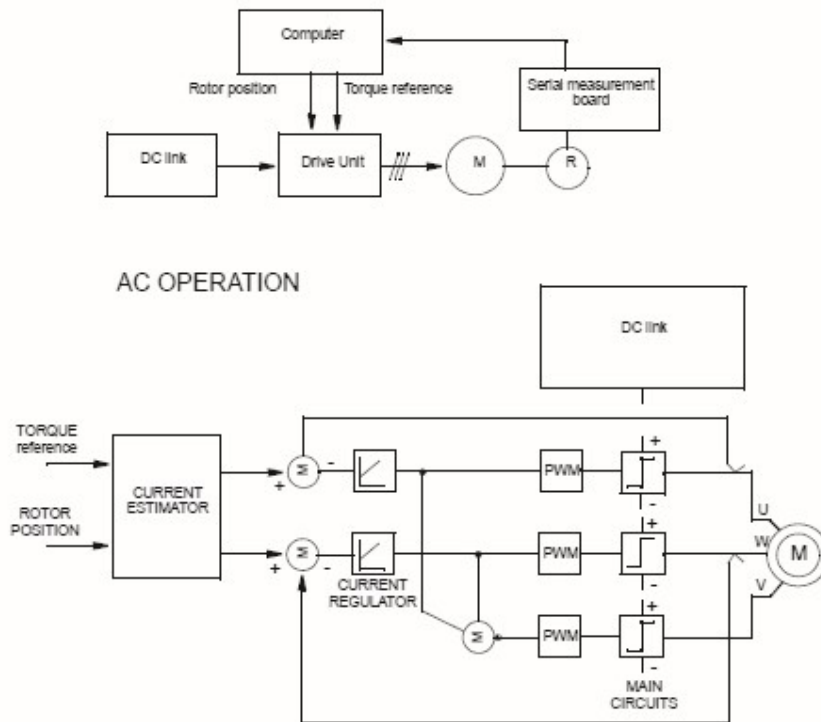 Computer
Rotor position
Torque reference
Serial measurement
board
DC link
Drive Unit
M
R
AC OPERATION
DC link
TORQUE
reference
ROTOR
POSITION
CURRENT
ESTIMATOR
M
-
+
PWM
+
-
U
M
+
-
CURRENT
REGULATOR
PWM
+
-
W
M
V
M
PWM
+
-
MAIN
CIRCUITS